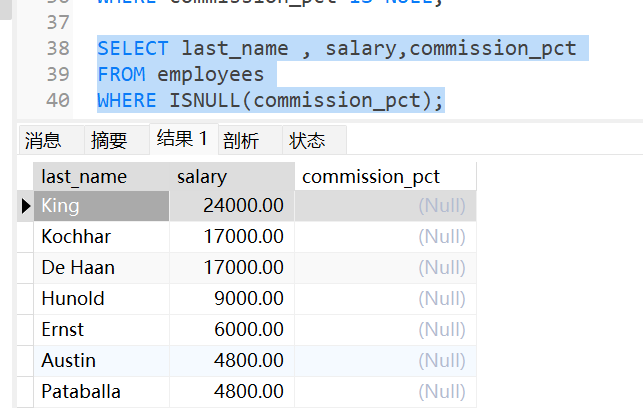 WHERE commission_pct IS NULL;
37
38 SELECT last_name , salary,commission_pct
39 FROM employees
40 WHERE ISNULL(commission_pct);
消息 摘要 结果 1 剖析 状态
last_name salary commission_pct
King 24000.00 (Null)
Kochhar 17000.00 (Null)
De Haan 17000.00 (Null)
Hunold 9000.00 (Null)
Ernst 6000.00 (Null)
Austin 4800.00 (Null)
Pataballa 4800.00 (Null)